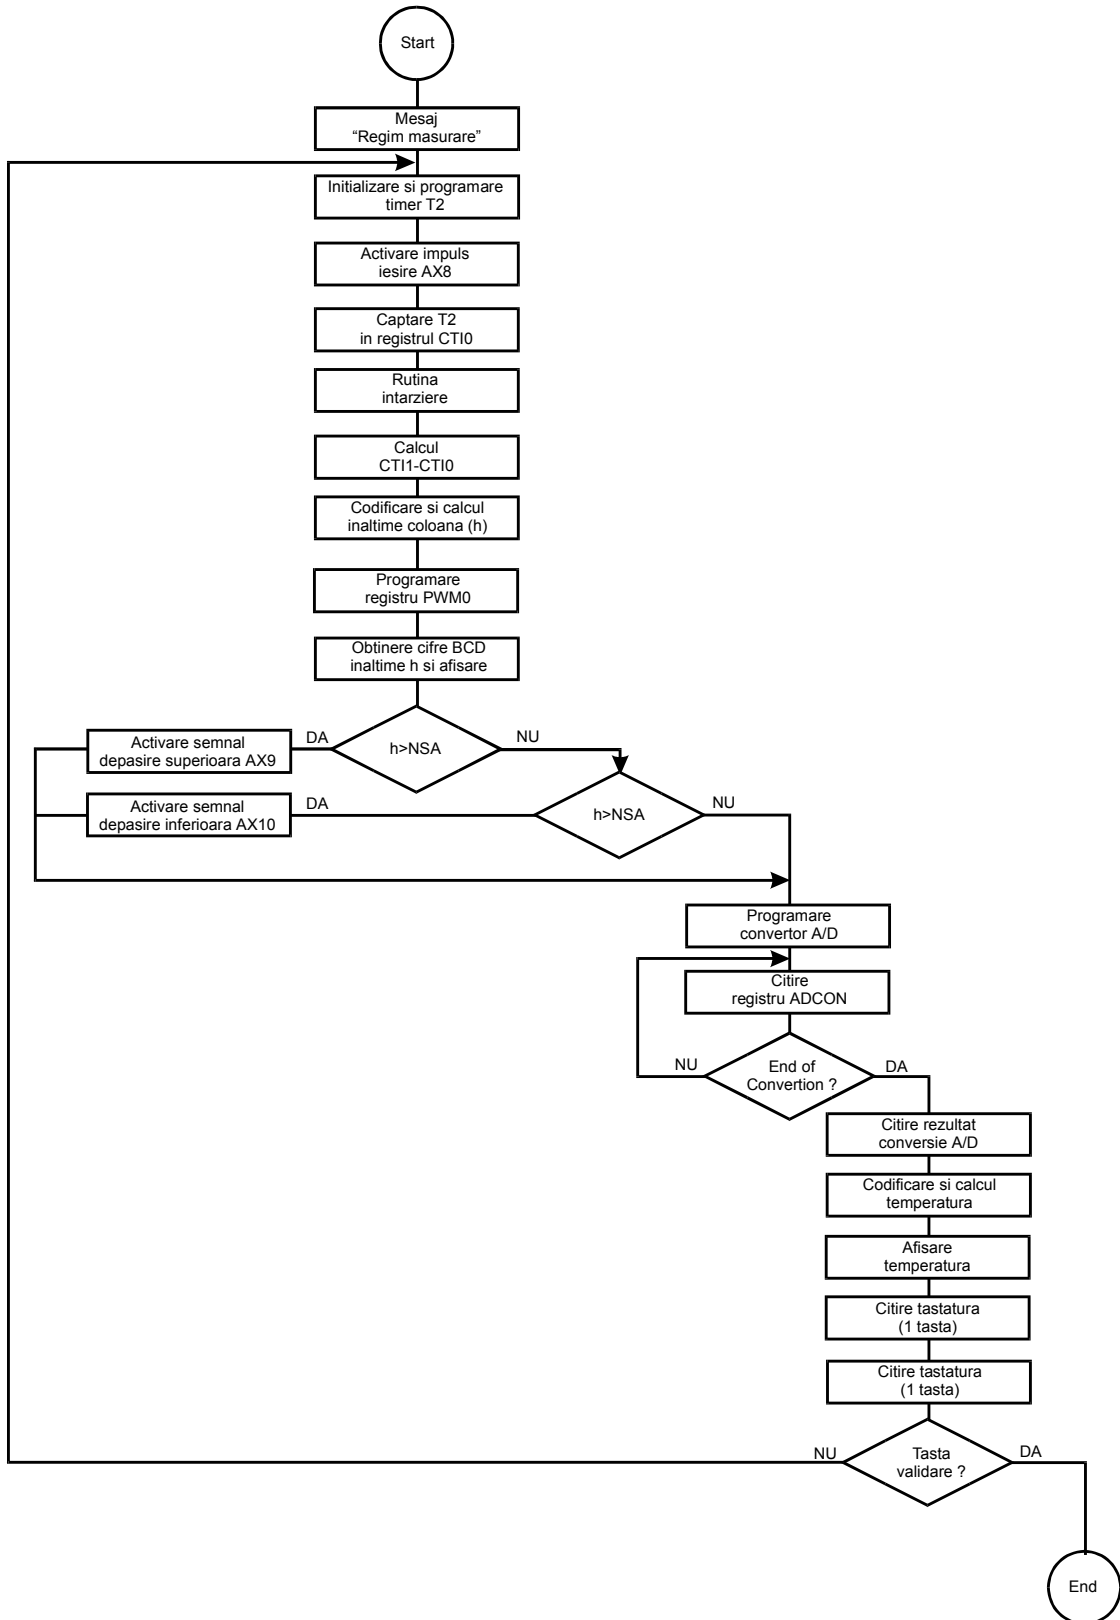 Start
Mesaj
“Regim masurare”
Initializare si programare
timer T2
Activare impuls
iesire AX8
Captare T2
in registrul CTI0
Rutina
intarziere
Calcul
CTI1-CTI0
Codificare si calcul
inaltime coloana (h)
Programare
registru PWM0
Obtinere cifre BCD
inaltime h si afisare
h>NSA
DA
NU
Activare semnal
depasire superioara AX9
h>NSA
DA
NU
Activare semnal
depasire inferioara AX10
Programare
convertor A/D
Citire
registru ADCON
End of
Convertion ?
NU
DA
Citire rezultat
conversie A/D
Codificare si calcul
temperatura
Afisare
temperatura
Citire tastatura
(1 tasta)
Citire tastatura
(1 tasta)
Tasta
validare ?
NU
DA
End